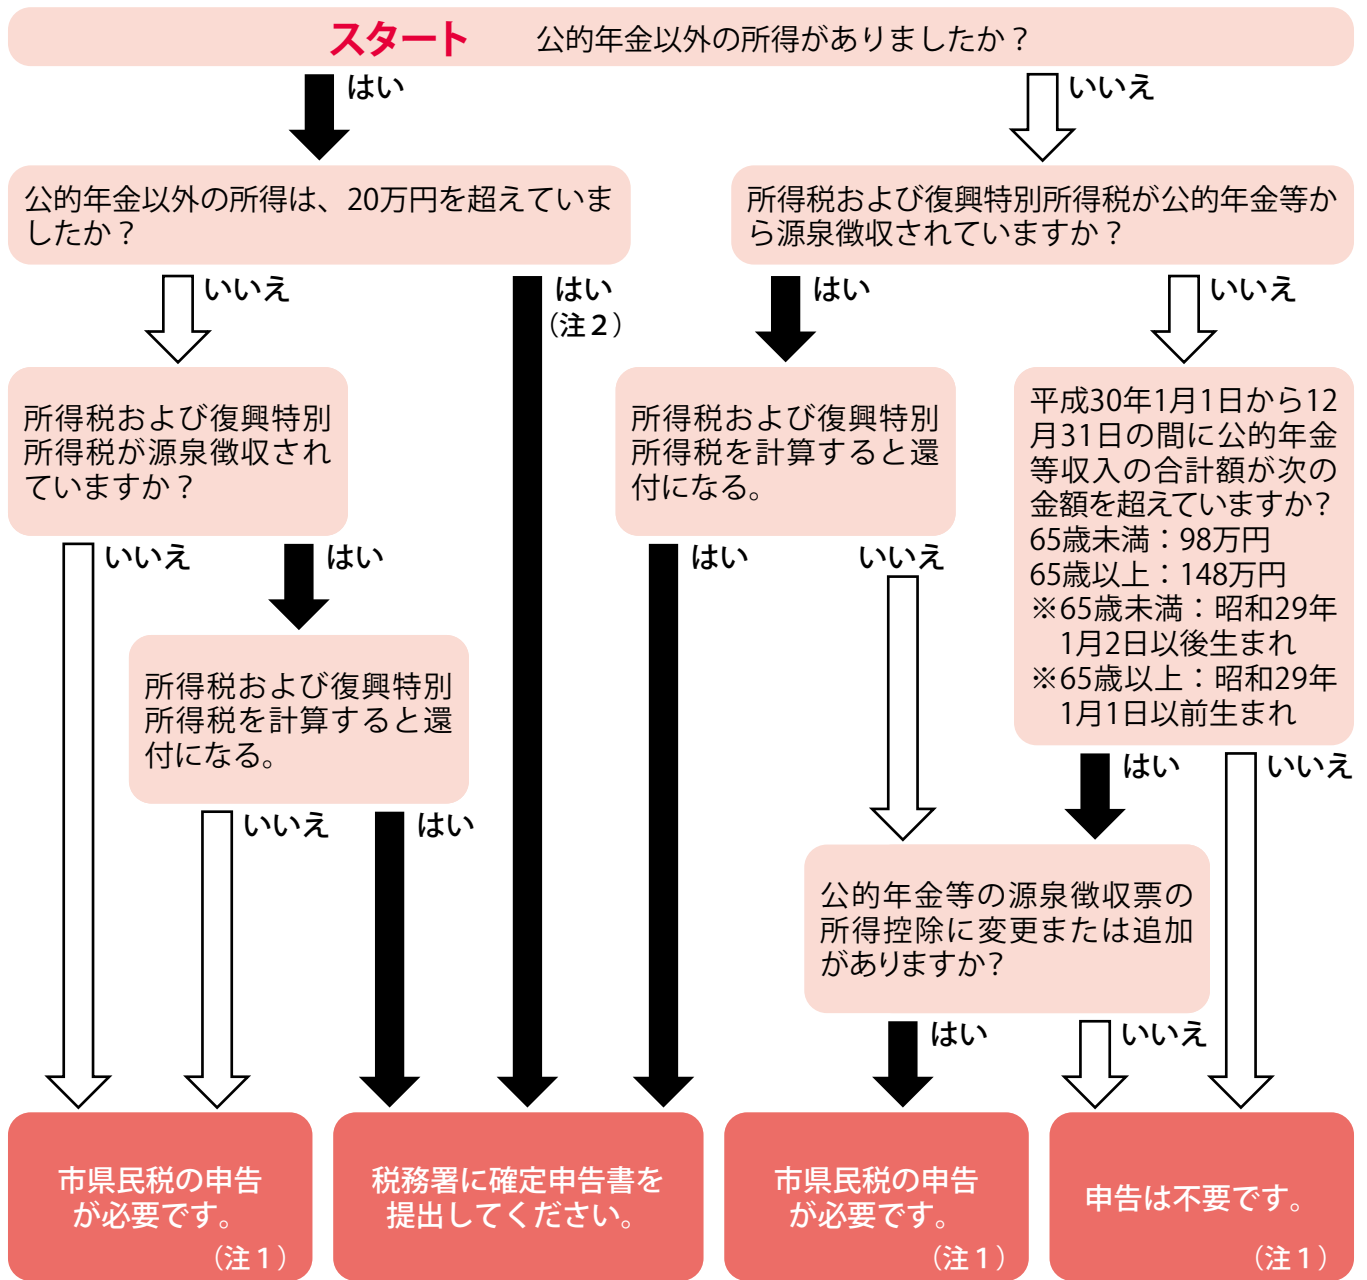 スタート 公的年金以外の所得がありましたか？
はい
いいえ
公的年金以外の所得は、20万円を超えていま
したか？
所得税および復興特別所得税が公的年金等か
ら源泉徴収されていますか？
いいえ
はい
（注２）
はい
いいえ
所得税および復興特別
所得税が源泉徴収され
ていますか？
所得税および復興特別
所得税を計算すると還
付になる。
平成30年1月1日から12
月31日の間に公的年金
等収入の合計額が次の
金額を超えていますか？
65歳未満：98万円
65歳以上：148万円
※65歳未満：昭和29年
1月2日以後生まれ
※65歳以上：昭和29年
1月1日以前生まれ
いいえ
はい
はい
いいえ
所得税および復興特別
所得税を計算すると還
付になる。
はい
いいえ
いいえ
はい
公的年金等の源泉徴収票の
所得控除に変更または追加
がありますか？
はい
いいえ
市県民税の申告
が必要です。
（注１）
税務署に確定申告書を
提出してください。
市県民税の申告
が必要です。
（注１）
申告は不要です。
（注１）